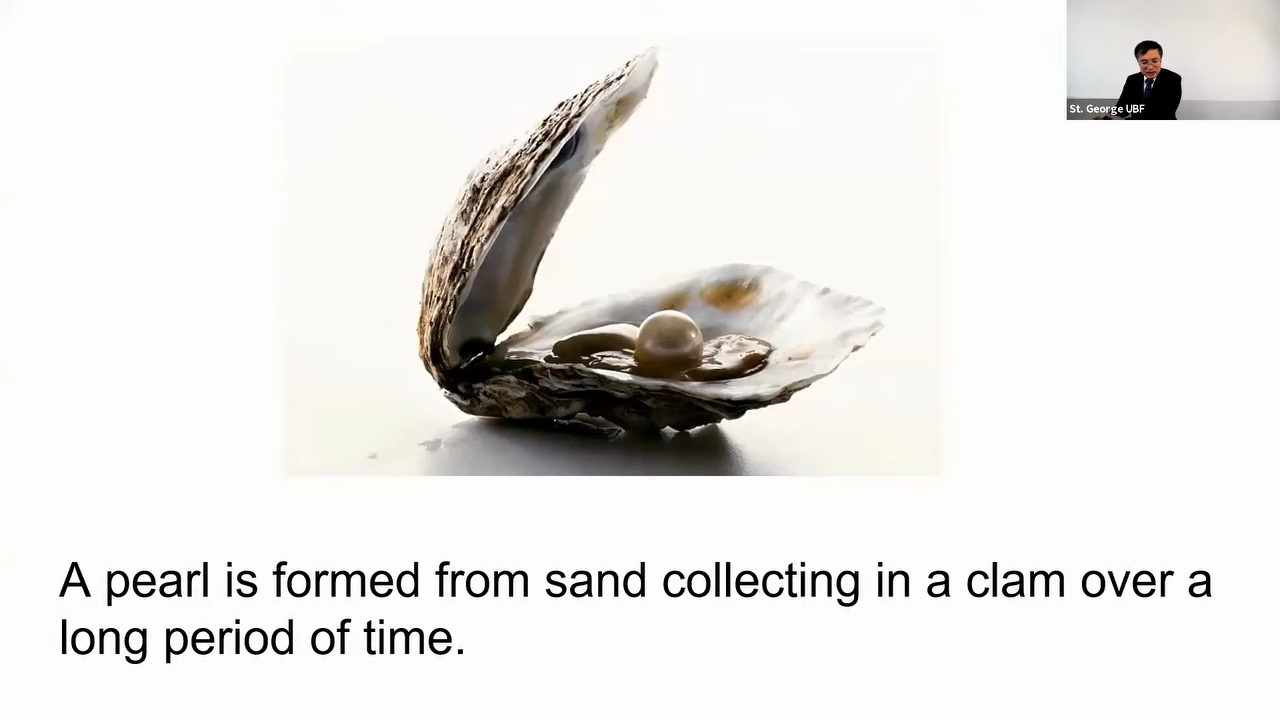 St. George UBF
A pearl is formed from sand collecting in a clam over a
long period of time.